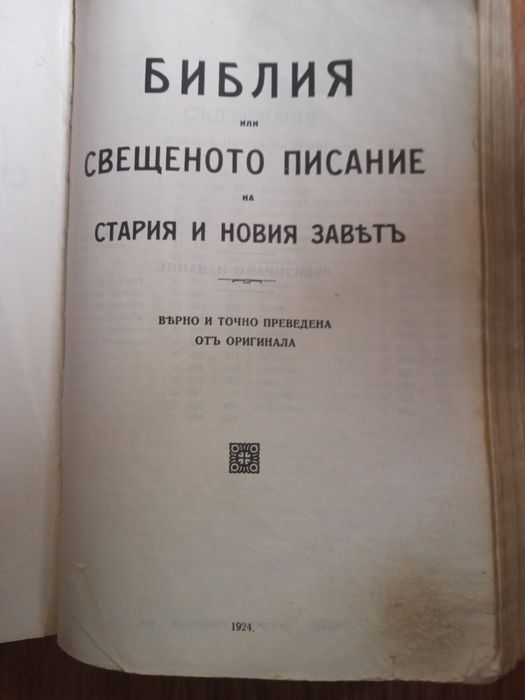 БИБЛИЯ
или
СВЕЩЕНОТО ПИСАНИЕ
на
СТАРИЯ И НОВИЯ ЗАВѢТЪ
ВѢРНО И ТОЧНО ПРЕВЕДЕНА
ОТЪ ОРИГИНАЛА
1924.